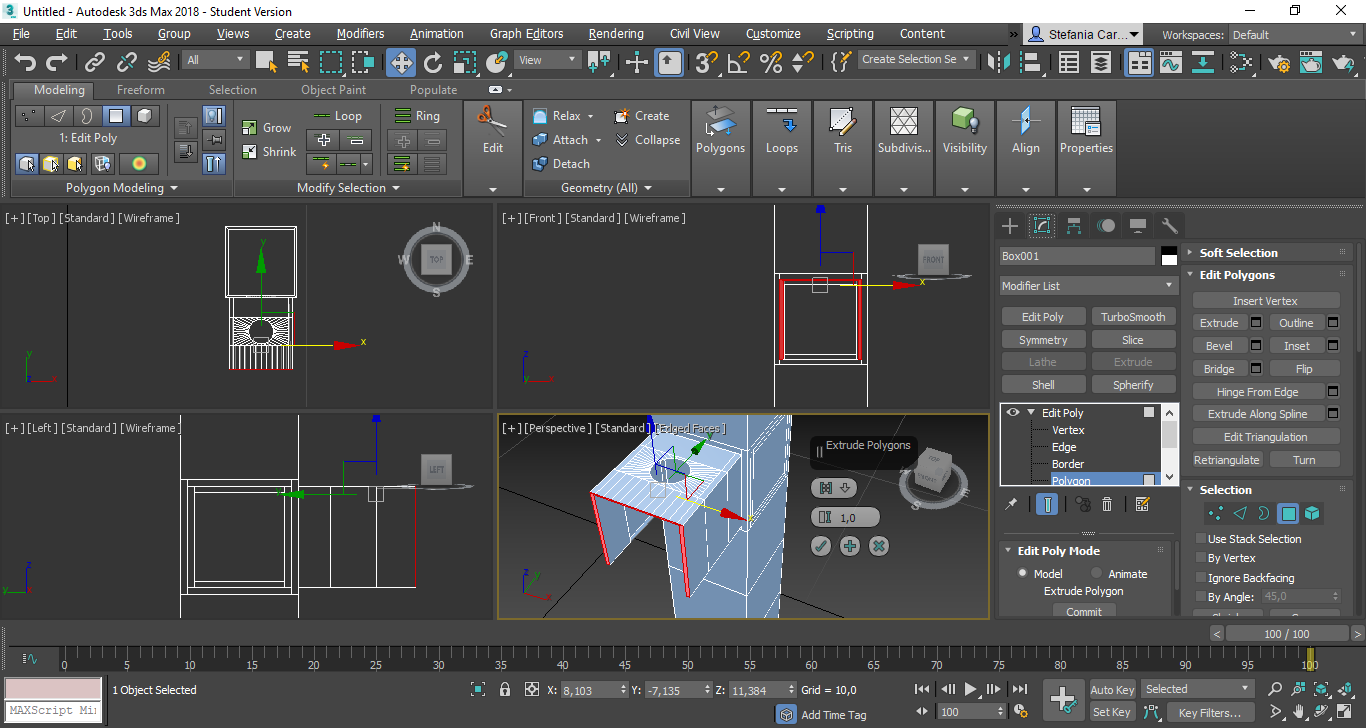 Untitled - Autodesk 3ds Max 2018 - Student Version
File Edit Tools Group Views Create Modifiers Animation Graph Editors Rendering Civil View Customize Scripting Content » Stefania Car... Workspaces: Default
All View Create Selection Se
Modeling Freeform Selection Object Paint Populate
1: Edit Poly Grow Shrink Loop Ring Edit Relax Create Attach Collapse Detach Polygons Loops Tris Subdivis... Visibility Align Properties
Polygon Modeling Modify Selection Geometry (All)
[+] [Top] [Standard] [Wireframe]
N W TOP E S
y x
y z x
[+] [Front] [Standard] [Wireframe]
FRONT
x
z y x
[+] [Left] [Standard] [Wireframe]
LEFT
z y
[+] [Perspective] [Standard] [Edged Faces]
Extrude Polygons
1,0
TOP FRONT S E
z y x
Box001
Modifier List
Edit Poly TurboSmooth
Symmetry Slice
Lathe Extrude
Shell Spherify
Edit Poly
Vertex
Edge
Border
Polygon
Edit Poly Mode
Model Animate
Extrude Polygon
Commit
Soft Selection
Edit Polygons
Insert Vertex
Extrude Outline
Bevel Inset
Bridge Flip
Hinge From Edge
Extrude Along Spline
Edit Triangulation
Retriangulate Turn
Selection
Use Stack Selection
By Vertex
Ignore Backfacing
By Angle: 45,0
< 100 / 100 >
0 5 10 15 20 25 30 35 40 45 50 55 60 65 70 75 80 85 90 95 100
1 Object Selected X: 8,103 Y: -7,135 Z: 11,384 Grid = 10,0 Auto Key Selected
MAXScript Mi Add Time Tag 100 Set Key Key Filters...